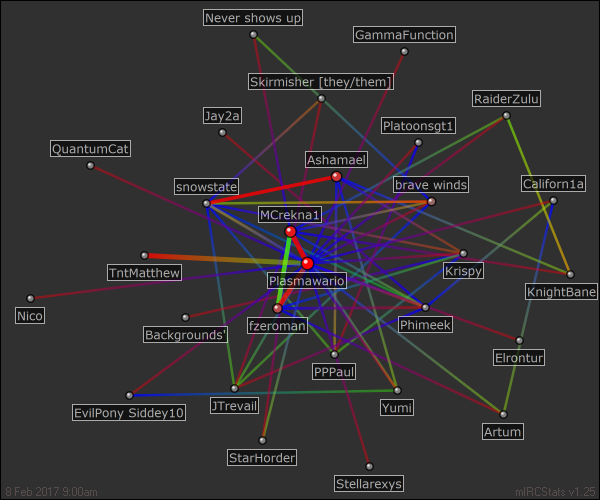 Never shows up
GammaFunction
Skirmisher [they/them]
RaiderZulu
Jay2a
Platoonsgt1
QuantumCat
Ashamael
snowstate
brave winds
Californ1a
MCrekna1
TntMatthew
Plasmawario
Krispy
KnightBane
Nico
Backgrounds'
fzeroman
Phimeek
Elrontur
PPPaul
EvilPony Siddey10
JTrevail
Yumi
Artum
StarHorder
Stellarexys
8 Feb 2017 9:00am
mIRCStats v1.25